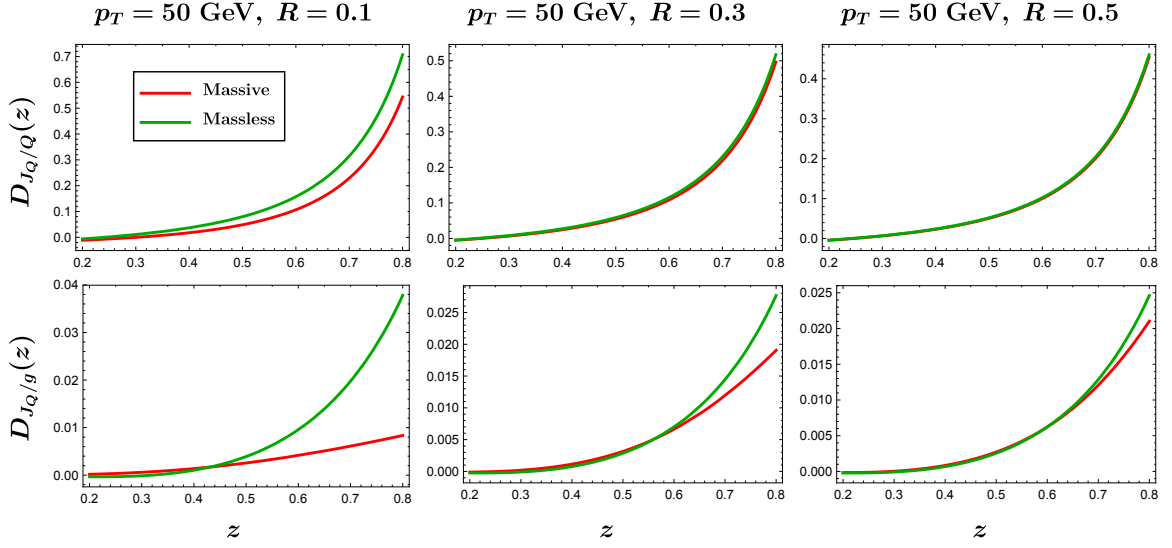 p_T = 50 GeV, R = 0.1
p_T = 50 GeV, R = 0.3
p_T = 50 GeV, R = 0.5
D_{J_Q/Q}(z)
0.7
0.6
0.5
0.4
0.3
0.2
0.1
0.0
Massive
Massless
0.2 0.3 0.4 0.5 0.6 0.7 0.8
0.5
0.4
0.3
0.2
0.1
0.0
0.2 0.3 0.4 0.5 0.6 0.7 0.8
0.4
0.3
0.2
0.1
0.0
0.2 0.3 0.4 0.5 0.6 0.7 0.8
D_{J_Q/g}(z)
0.04
0.03
0.02
0.01
0.00
0.2 0.3 0.4 0.5 0.6 0.7 0.8
z
0.025
0.020
0.015
0.010
0.005
0.000
0.2 0.3 0.4 0.5 0.6 0.7 0.8
z
0.025
0.020
0.015
0.010
0.005
0.000
0.2 0.3 0.4 0.5 0.6 0.7 0.8
z